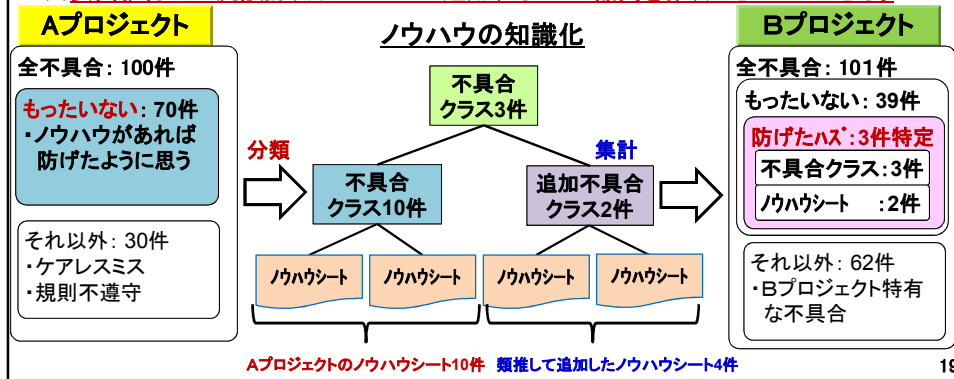 Aプロジェクト
ノウハウの知識化
Bプロジェクト
全不具合：100件
もったいない：70件
・ノウハウがあれば
防げたように思う
それ以外：30件
・ケアレスミス
・規則不遵守
分類
不具合
クラス3件
集計
不具合
クラス10件
追加不具合
クラス2件
ノウハウシート
ノウハウシート
ノウハウシート
ノウハウシート
Aプロジェクトのノウハウシート10件
類推して追加したノウハウシート4件
全不具合：101件
もったいない：39件
防げたハズ：3件特定
不具合クラス：3件
ノウハウシート　：2件
それ以外：62件
・Bプロジェクト特有
な不具合
19